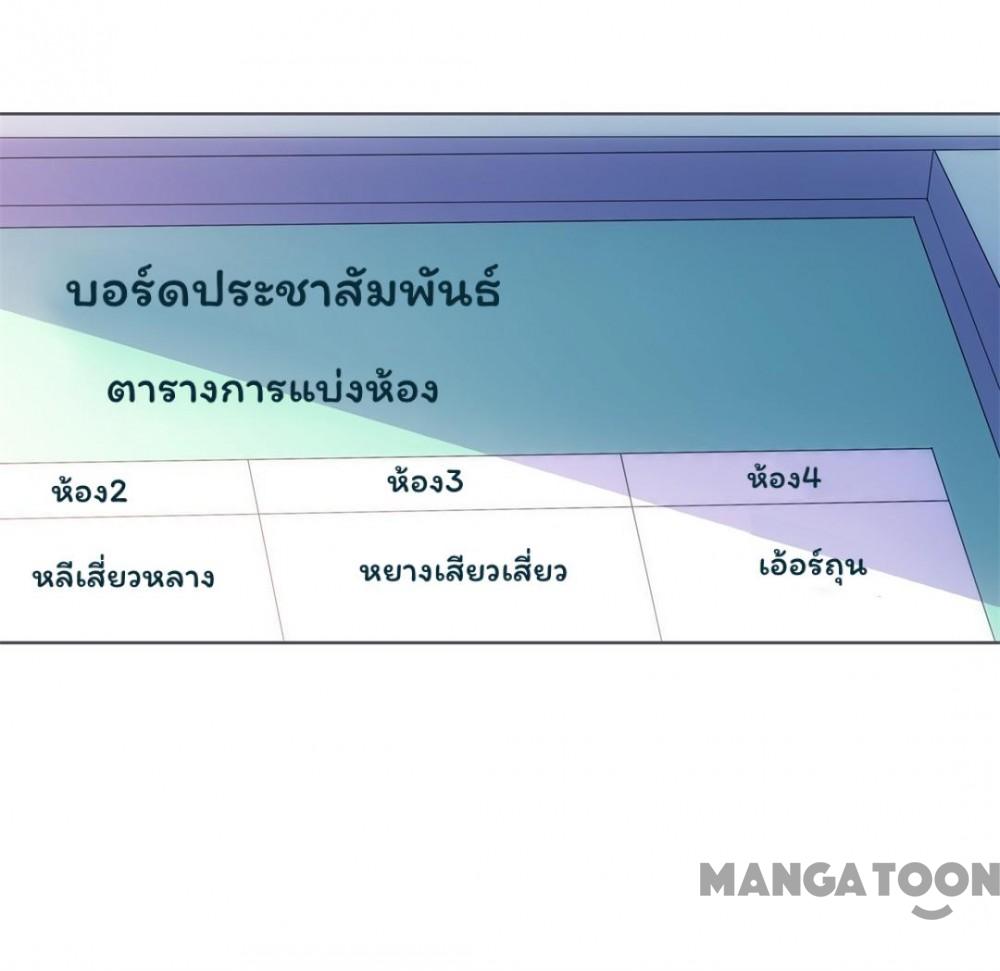 บอร์ดประชาสัมพันธ์
ตารางการแบ่งห้อง
ห้อง2 ห้อง3 ห้อง4
หลีเสี่ยวหลาง หยางเสียวเสี่ยว เอ้อร์ถุน
MANGATOON